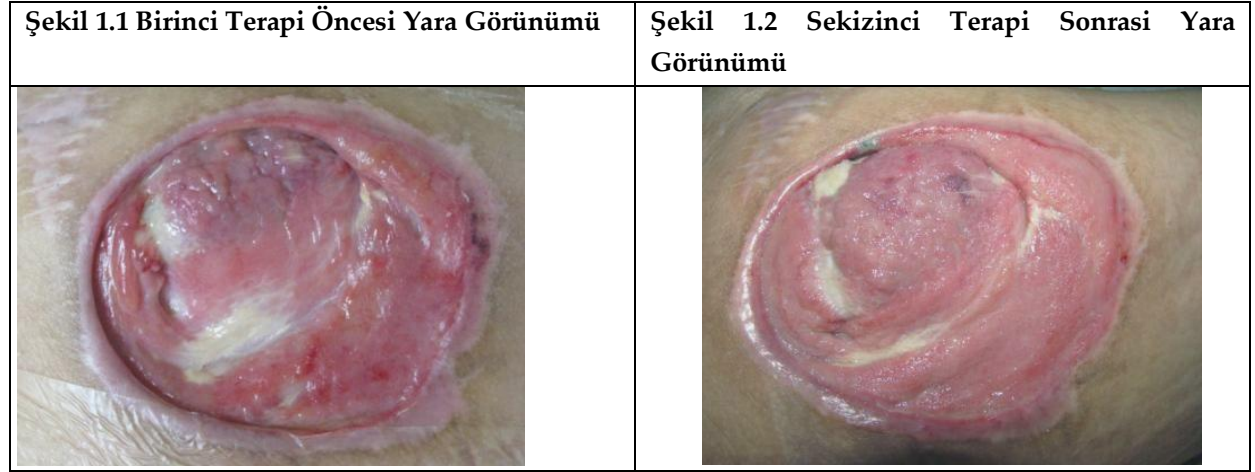 Şekil 1.1 Birinci Terapi Öncesi Yara Görünümü
Şekil 1.2 Sekizinci Terapi Sonrasi Yara
Görünümü